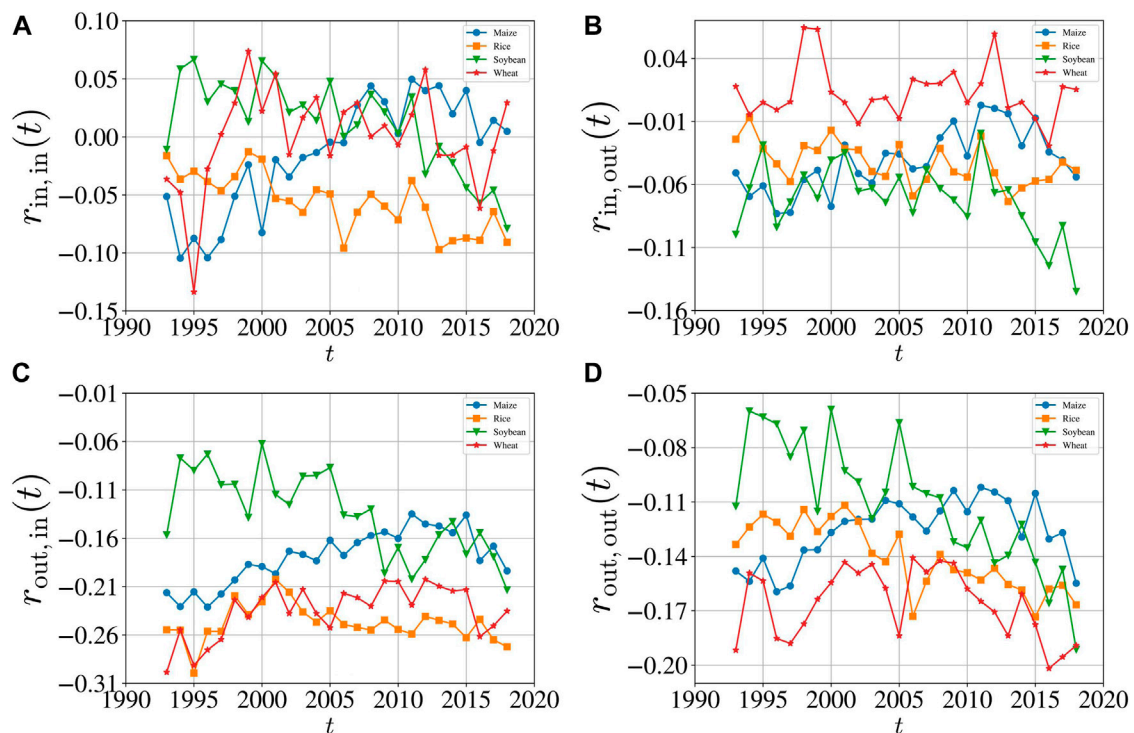 A
r_in, in(t)
0.10
0.05
0.00
−0.05
−0.10
−0.15
1990 1995 2000 2005 2010 2015 2020
t
Maize
Rice
Soybean
Wheat
B
r_in, out(t)
0.04
−0.01
−0.06
−0.11
−0.16
1990 1995 2000 2005 2010 2015 2020
t
Maize
Rice
Soybean
Wheat
C
r_out, in(t)
−0.01
−0.06
−0.11
−0.16
−0.21
−0.26
−0.31
1990 1995 2000 2005 2010 2015 2020
t
Maize
Rice
Soybean
Wheat
D
r_out, out(t)
−0.05
−0.08
−0.11
−0.14
−0.17
−0.20
1990 1995 2000 2005 2010 2015 2020
t
Maize
Rice
Soybean
Wheat